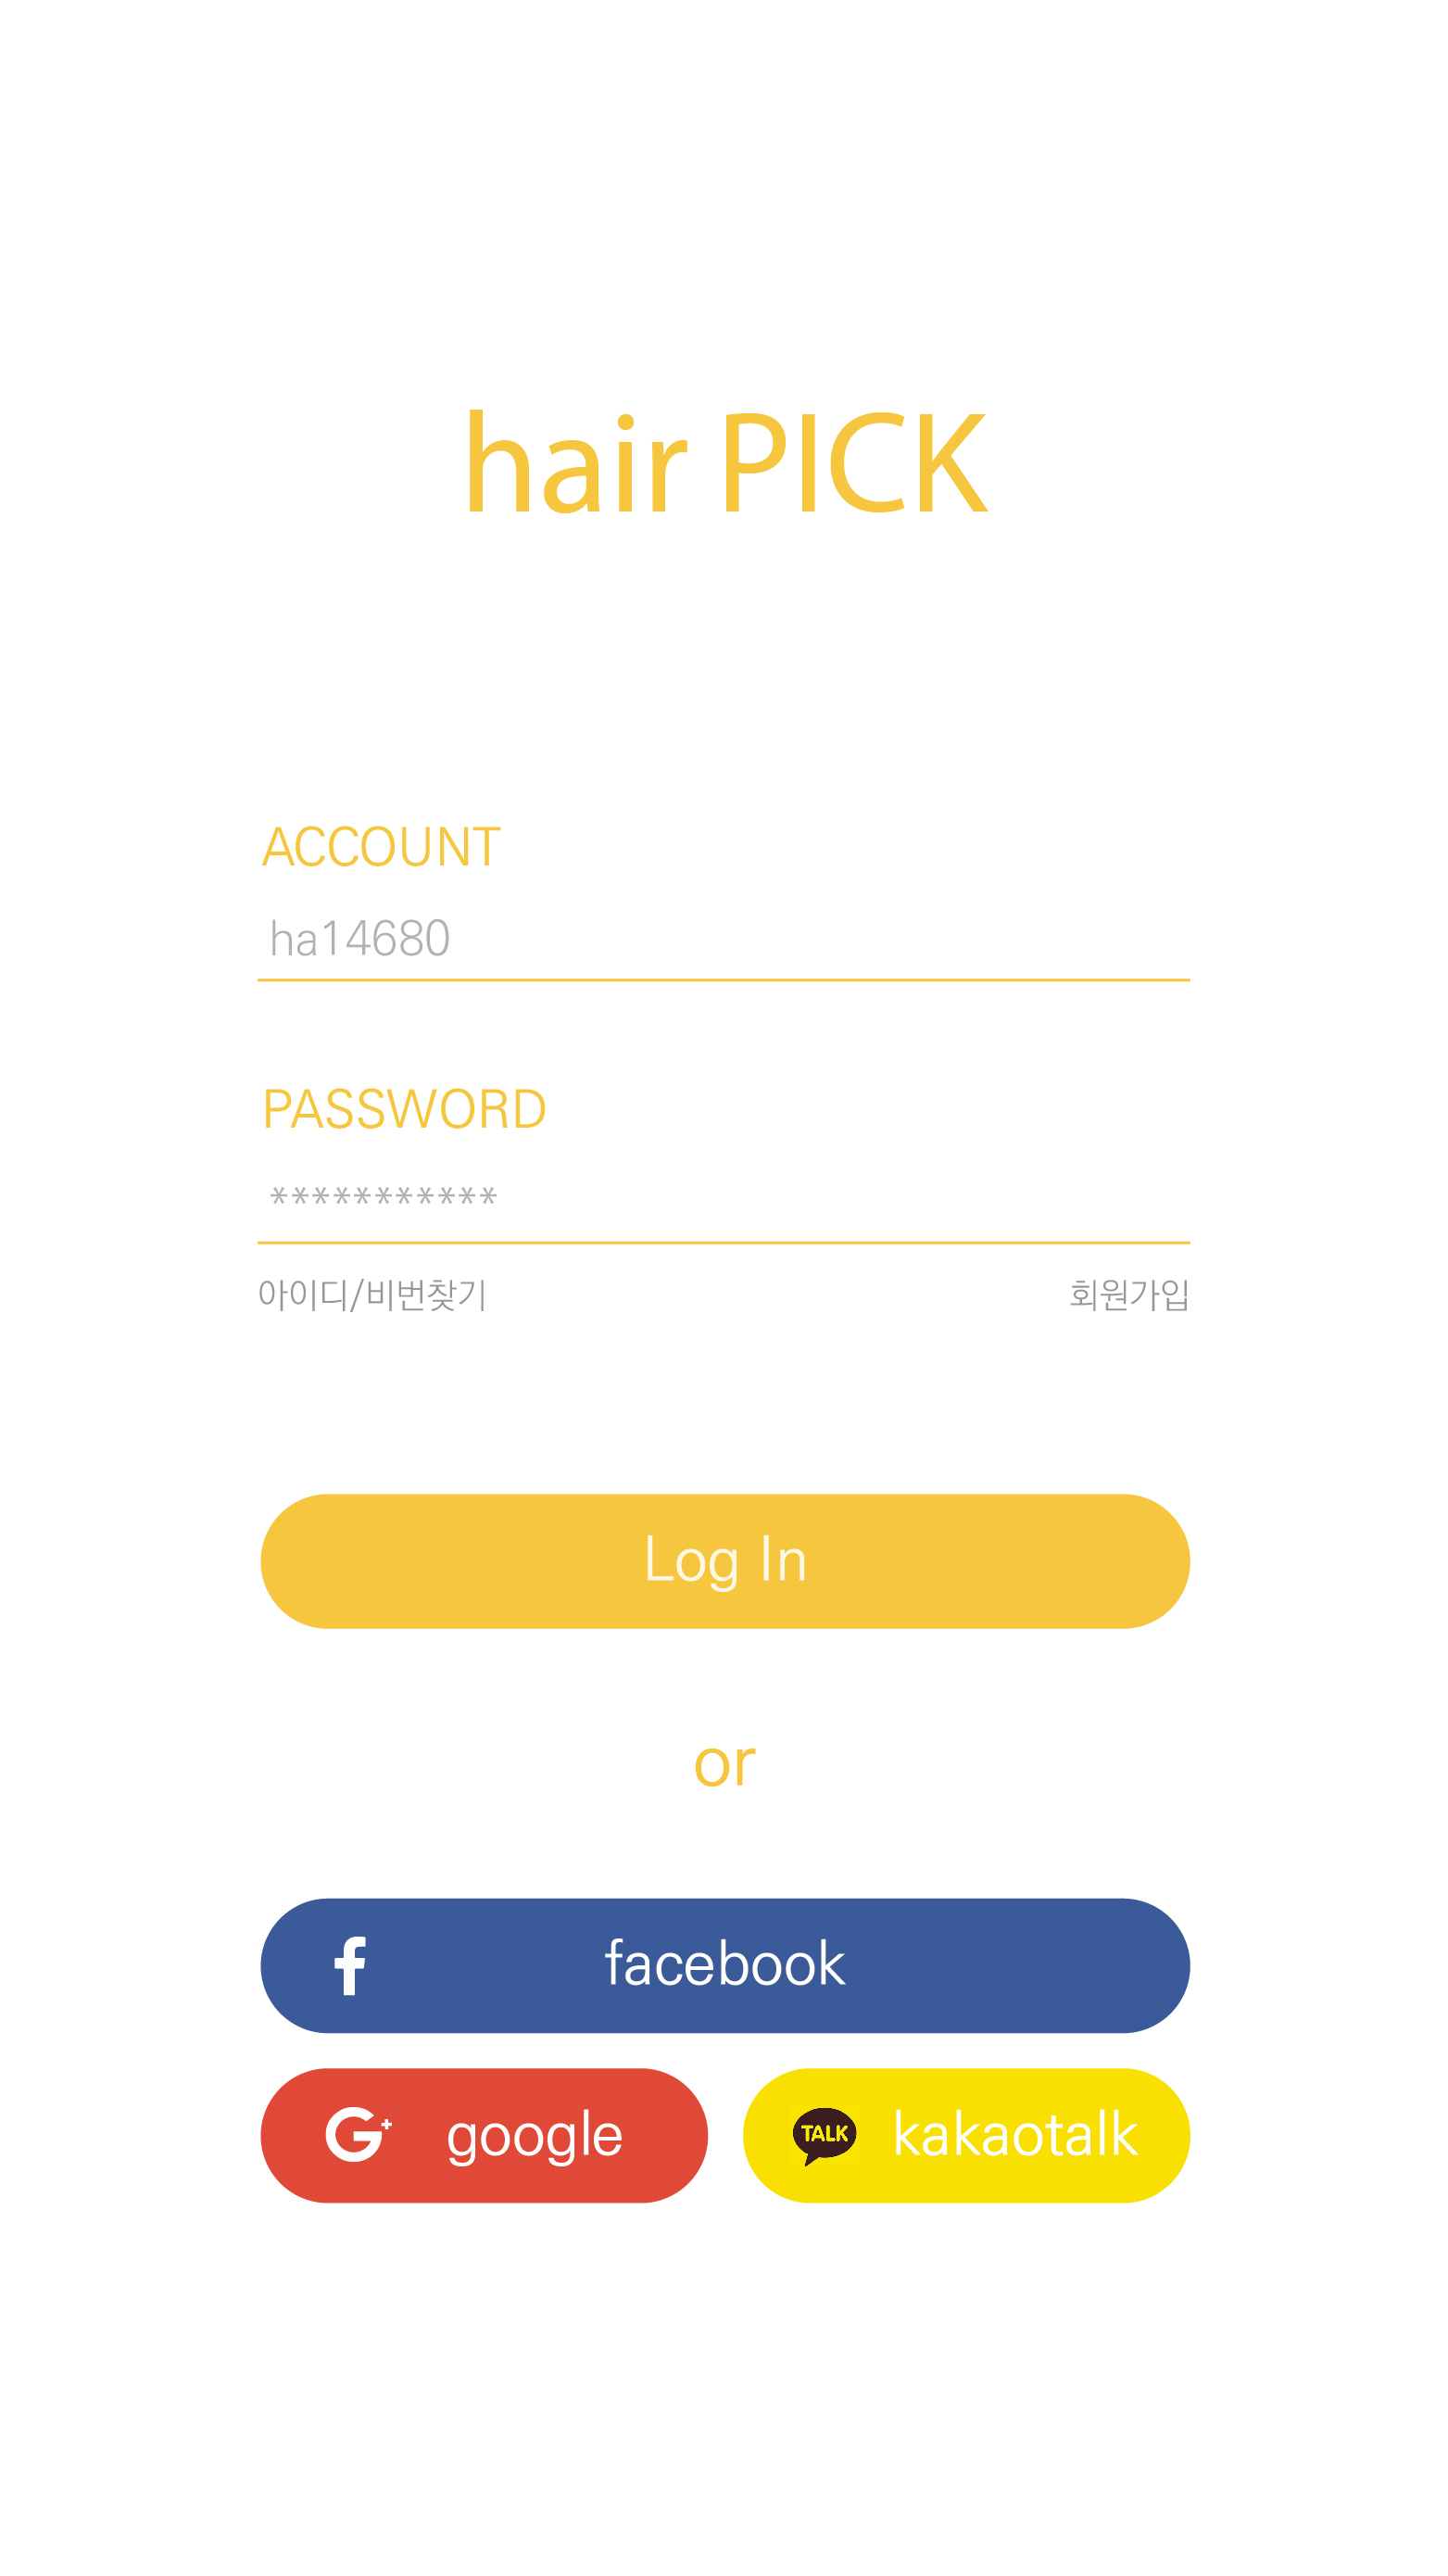 hair PICK
ACCOUNT
ha14680
PASSWORD
***********
아이디/비번찾기 회원가입
Log In
or
f facebook
G+ google TALK kakaotalk